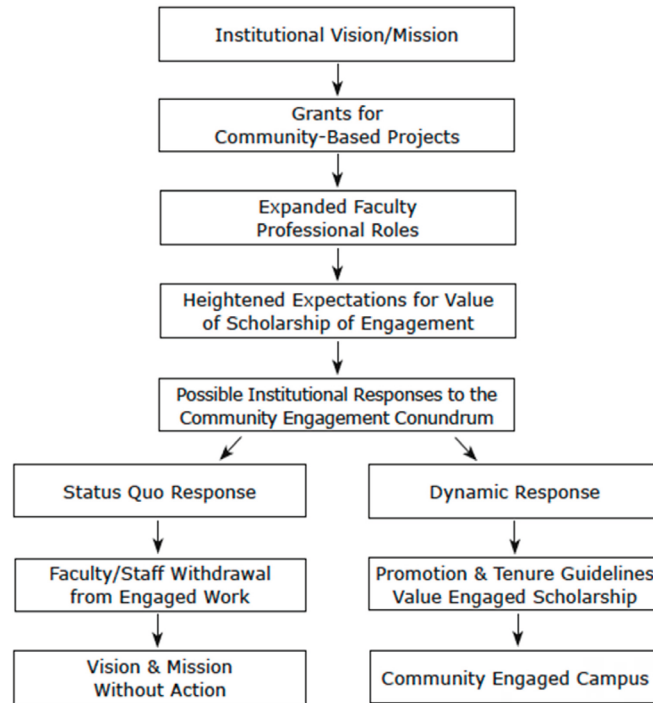 Institutional Vision/Mission
Grants for
Community-Based Projects
Expanded Faculty
Professional Roles
Heightened Expectations for Value
of Scholarship of Engagement
Possible Institutional Responses to the
Community Engagement Conundrum
Status Quo Response
Dynamic Response
Faculty/Staff Withdrawal
from Engaged Work
Promotion & Tenure Guidelines
Value Engaged Scholarship
Vision & Mission
Without Action
Community Engaged Campus